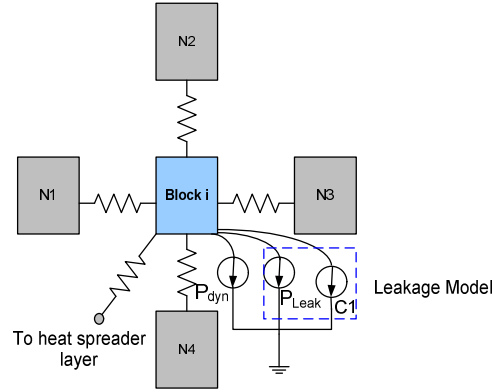 N2
N1
Block i
N3
P_dyn
P_Leak
C1
Leakage Model
To heat spreader
layer
N4